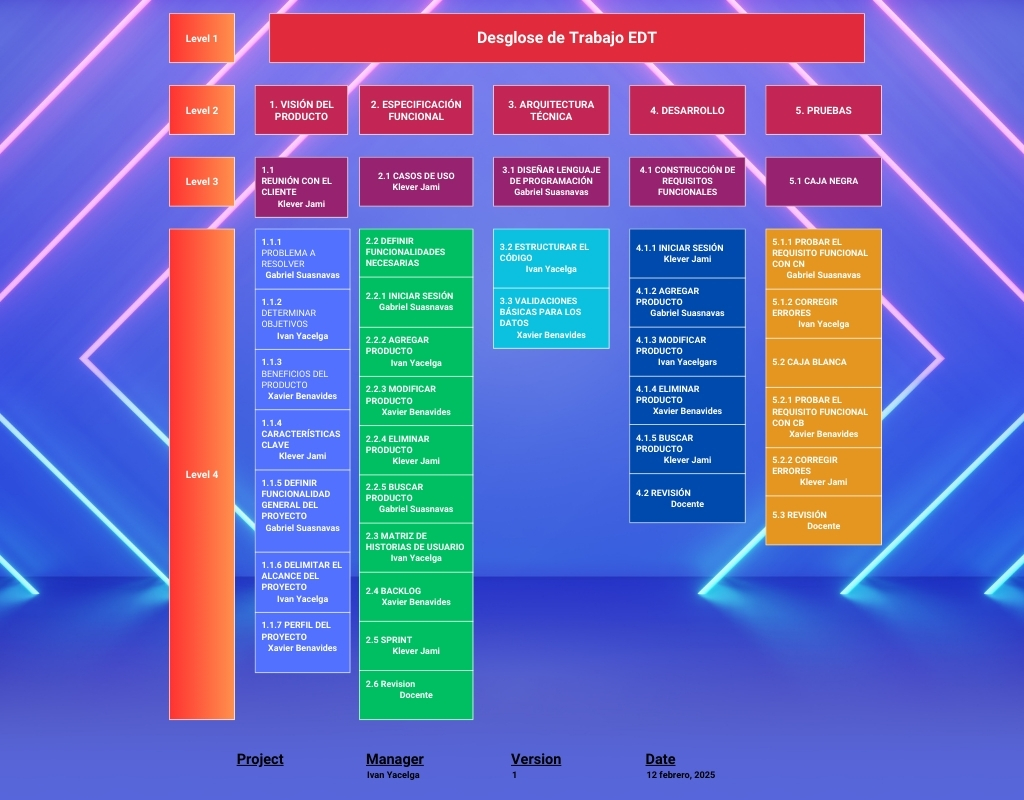 Level 1
Desglose de Trabajo EDT
Level 2
1. VISIÓN DEL
PRODUCTO
2. ESPECIFICACIÓN
FUNCIONAL
3. ARQUITECTURA
TÉCNICA
4. DESARROLLO
5. PRUEBAS
Level 3
1.1
REUNIÓN CON EL
CLIENTE
Klever Jami
2.1 CASOS DE USO
Klever Jami
3.1 DISEÑAR LENGUAJE
DE PROGRAMACIÓN
Gabriel Suasnavas
4.1 CONSTRUCCIÓN DE
REQUISITOS
FUNCIONALES
5.1 CAJA NEGRA
Level 4
1.1.1
PROBLEMA A
RESOLVER
Gabriel Suasnavas
1.1.2
DETERMINAR
OBJETIVOS
Ivan Yacelga
1.1.3
BENEFICIOS DEL
PRODUCTO
Xavier Benavides
1.1.4
CARACTERÍSTICAS
CLAVE
Klever Jami
1.1.5 DEFINIR
FUNCIONALIDAD
GENERAL DEL
PROYECTO
Gabriel Suasnavas
1.1.6 DELIMITAR EL
ALCANCE DEL
PROYECTO
Ivan Yacelga
1.1.7 PERFIL DEL
PROYECTO
Xavier Benavides
2.2 DEFINIR
FUNCIONALIDADES
NECESARIAS
2.2.1 INICIAR SESIÓN
Gabriel Suasnavas
2.2.2 AGREGAR
PRODUCTO
Ivan Yacelga
2.2.3 MODIFICAR
PRODUCTO
Xavier Benavides
2.2.4 ELIMINAR
PRODUCTO
Klever Jami
2.2.5 BUSCAR
PRODUCTO
Gabriel Suasnavas
2.3 MATRIZ DE
HISTORIAS DE USUARIO
Ivan Yacelga
2.4 BACKLOG
Xavier Benavides
2.5 SPRINT
Klever Jami
2.6 Revision
Docente
3.2 ESTRUCTURAR EL
CÓDIGO
Ivan Yacelga
3.3 VALIDACIONES
BÁSICAS PARA LOS
DATOS
Xavier Benavides
4.1.1 INICIAR SESIÓN
Klever Jami
4.1.2 AGREGAR
PRODUCTO
Gabriel Suasnavas
4.1.3 MODIFICAR
PRODUCTO
Ivan Yacelgars
4.1.4 ELIMINAR
PRODUCTO
Xavier Benavides
4.1.5 BUSCAR
PRODUCTO
Klever Jami
4.2 REVISIÓN
Docente
5.1.1 PROBAR EL
REQUISITO FUNCIONAL
CON CN
Gabriel Suasnavas
5.1.2 CORREGIR
ERRORES
Ivan Yacelga
5.2 CAJA BLANCA
5.2.1 PROBAR EL
REQUISITO FUNCIONAL
CON CB
Xavier Benavides
5.2.2 CORREGIR
ERRORES
Klever Jami
5.3 REVISIÓN
Docente
Project
Manager
Ivan Yacelga
Version
1
Date
12 febrero, 2025